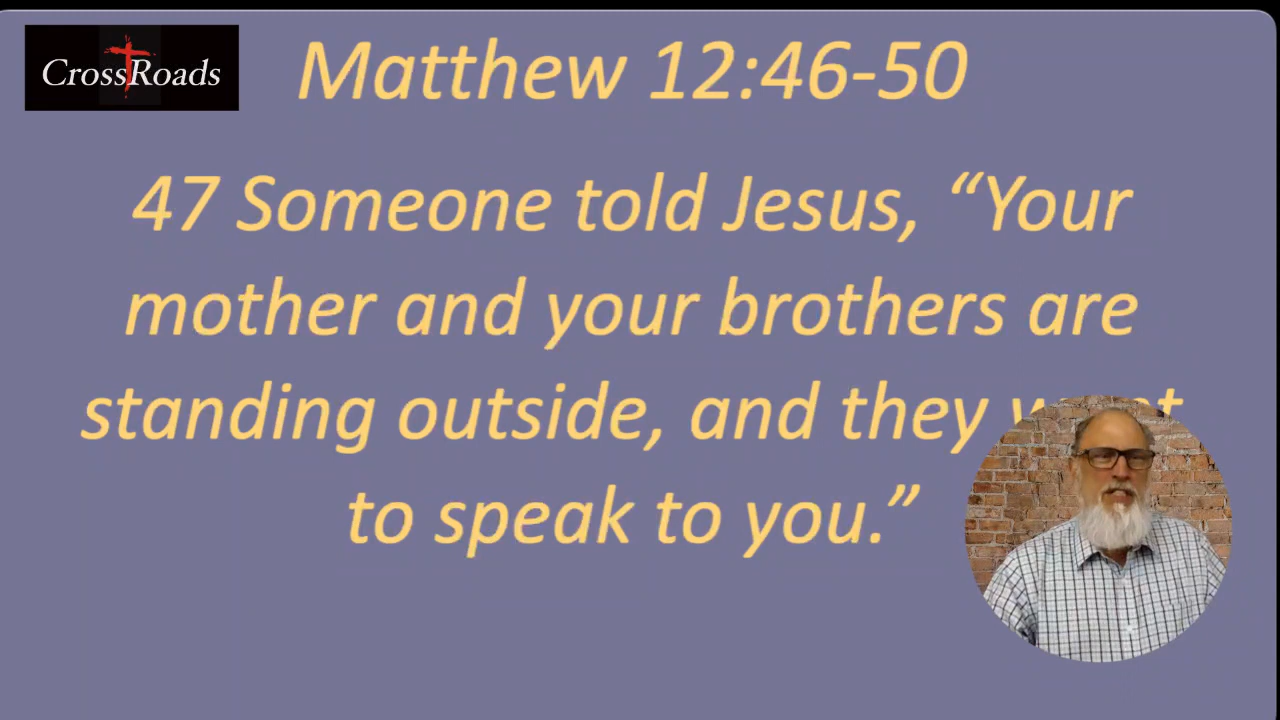 CrossRoads
Matthew 12:46-50
47 Someone told Jesus, “Your
mother and your brothers are
standing outside, and they
to speak to you.”